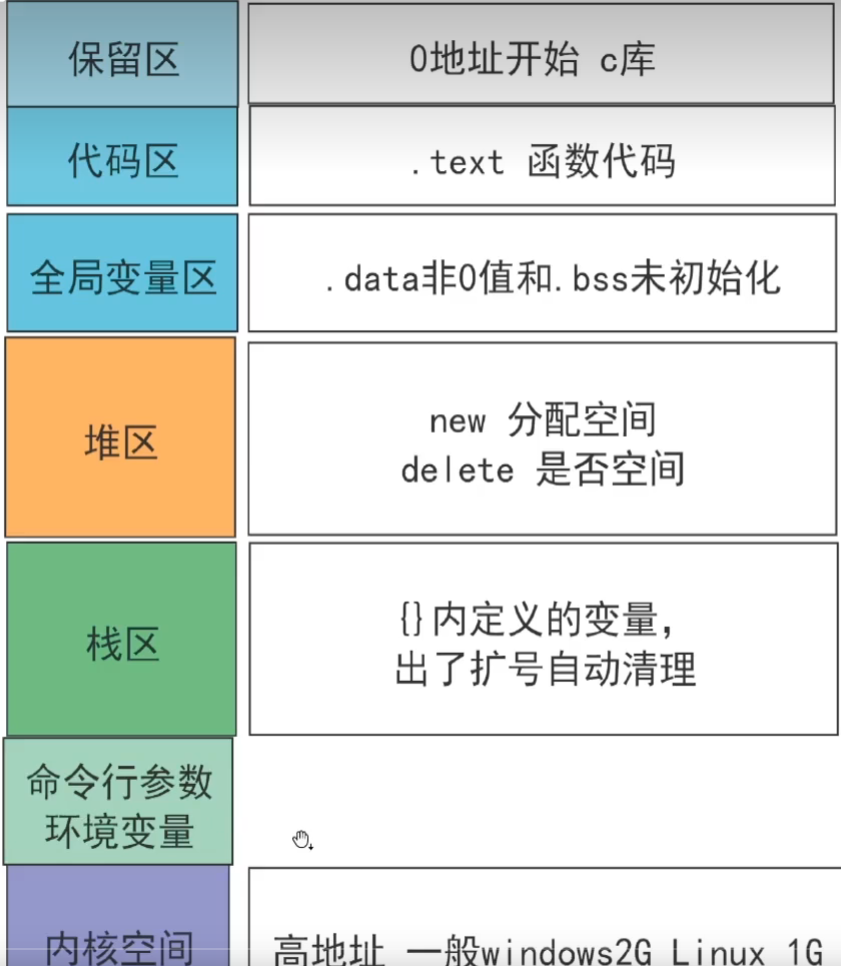 保留区
0地址开始 c库
代码区
.text 函数代码
全局变量区
.data非0值和.bss未初始化
堆区
new 分配空间
delete 是否空间
栈区
{}内定义的变量，
出了扩号自动清理
命令行参数
环境变量
内核空间
高地址 一般windows2G Linux 1G